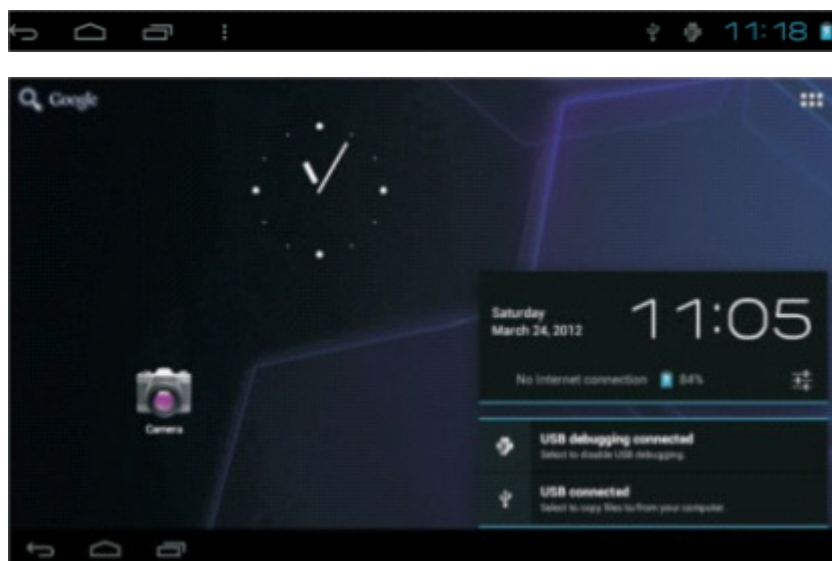 11:18
Google
Saturday
March 24, 2012
11:05
No Internet connection 84%
Camera
USB debugging connected
Select to disable USB debugging.
USB connected
Select to copy files to/from your computer.